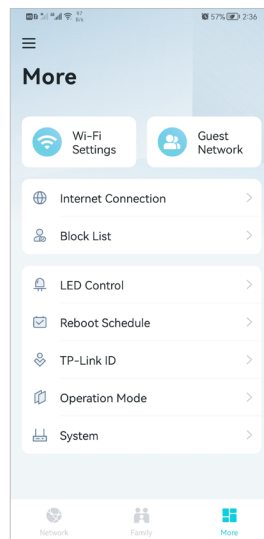 97
B/s
57%
2:36
More
Wi-Fi
Settings
Guest
Network
Internet Connection
Block List
LED Control
Reboot Schedule
TP-Link ID
Operation Mode
System
Network
Family
More